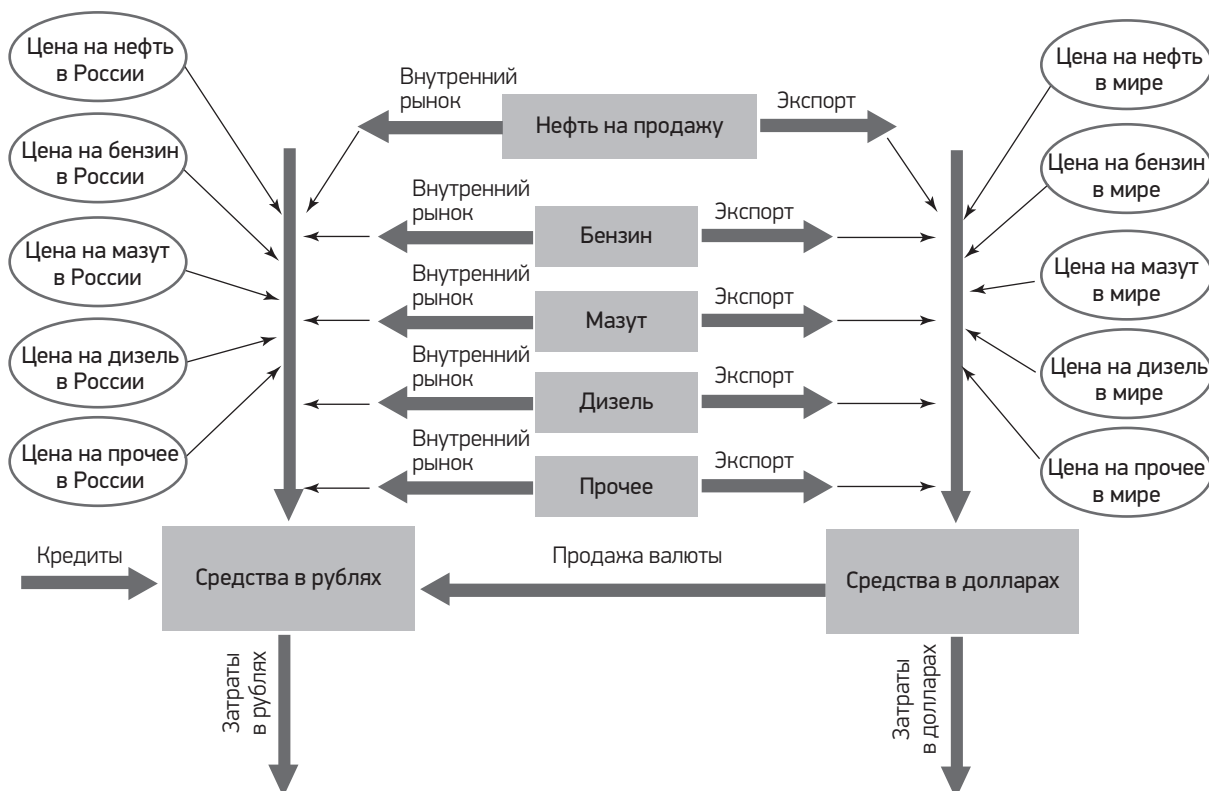 Цена на нефть
в России
Цена на бензин
в России
Цена на мазут
в России
Цена на дизель
в России
Цена на прочее
в России
Внутренний
рынок
Нефть на продажу
Экспорт
Внутренний
рынок
Бензин
Экспорт
Внутренний
рынок
Мазут
Экспорт
Внутренний
рынок
Дизель
Экспорт
Внутренний
рынок
Прочее
Экспорт
Цена на нефть
в мире
Цена на бензин
в мире
Цена на мазут
в мире
Цена на дизель
в мире
Цена на прочее
в мире
Кредиты
Средства в рублях
Продажа валюты
Средства в долларах
Затраты
в рублях
Затраты
в долларах